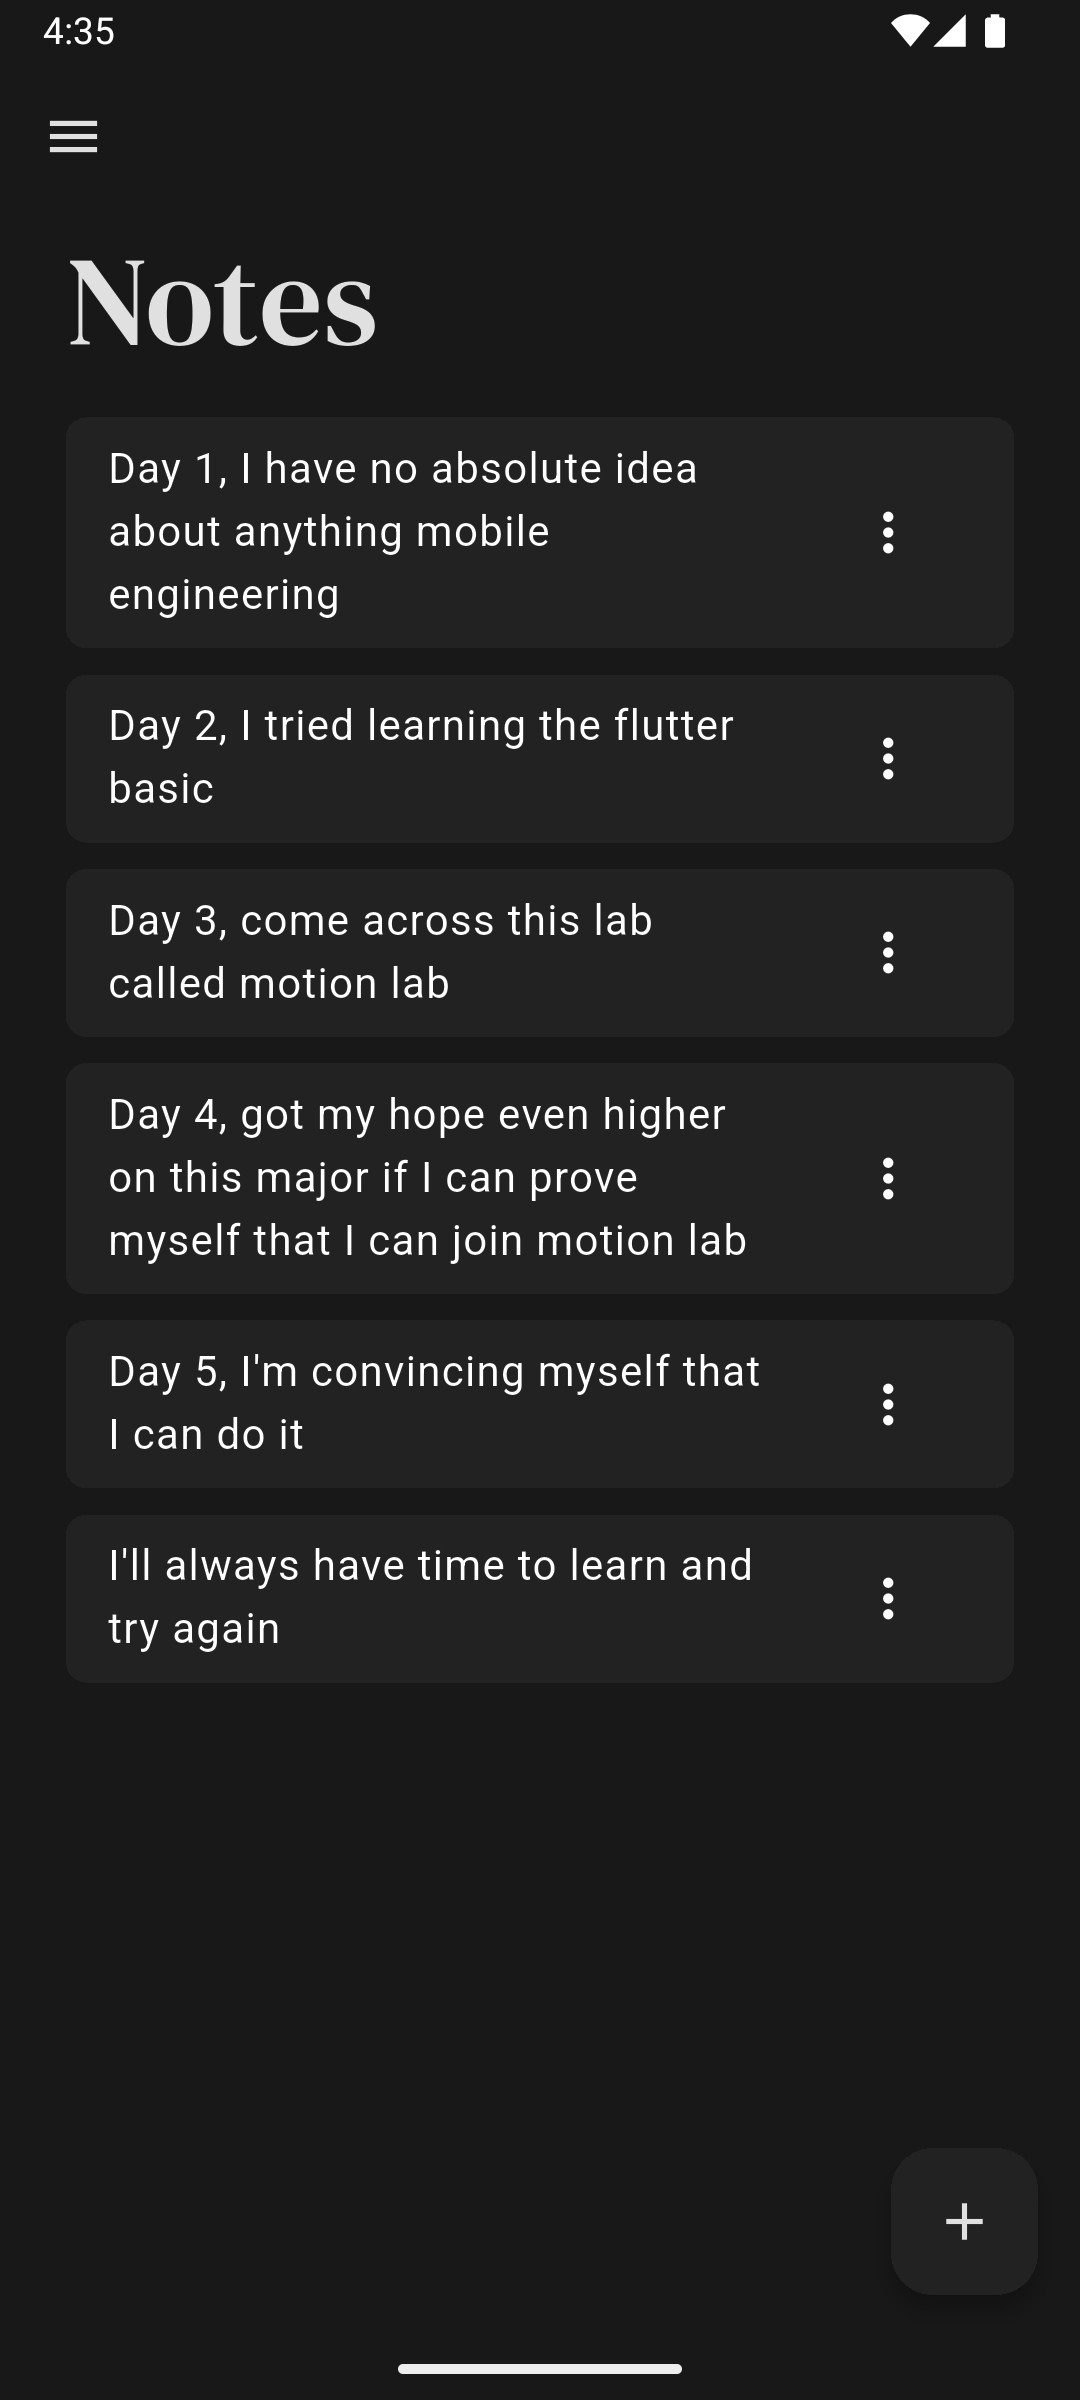 4:35
Notes
Day 1, I have no absolute idea
about anything mobile
engineering
Day 2, I tried learning the flutter
basic
Day 3, come across this lab
called motion lab
Day 4, got my hope even higher
on this major if I can prove
myself that I can join motion lab
Day 5, I'm convincing myself that
I can do it
I'll always have time to learn and
try again